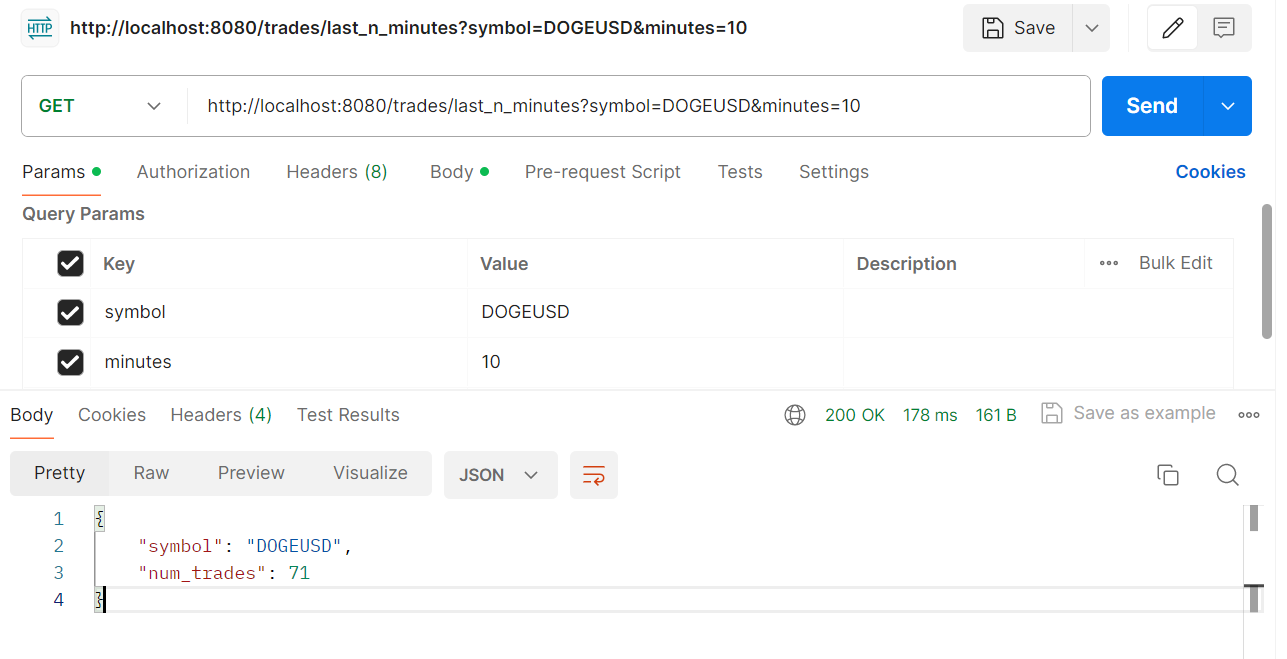 HTTP http://localhost:8080/trades/last_n_minutes?symbol=DOGEUSD&minutes=10 Save
GET http://localhost:8080/trades/last_n_minutes?symbol=DOGEUSD&minutes=10 Send
Params Authorization Headers (8) Body Pre-request Script Tests Settings Cookies
Query Params
Key Value Description Bulk Edit
symbol DOGEUSD
minutes 10
Body Cookies Headers (4) Test Results 200 OK 178 ms 161 B Save as example
Pretty Raw Preview Visualize JSON
1 {
2 "symbol": "DOGEUSD",
3 "num_trades": 71
4 }